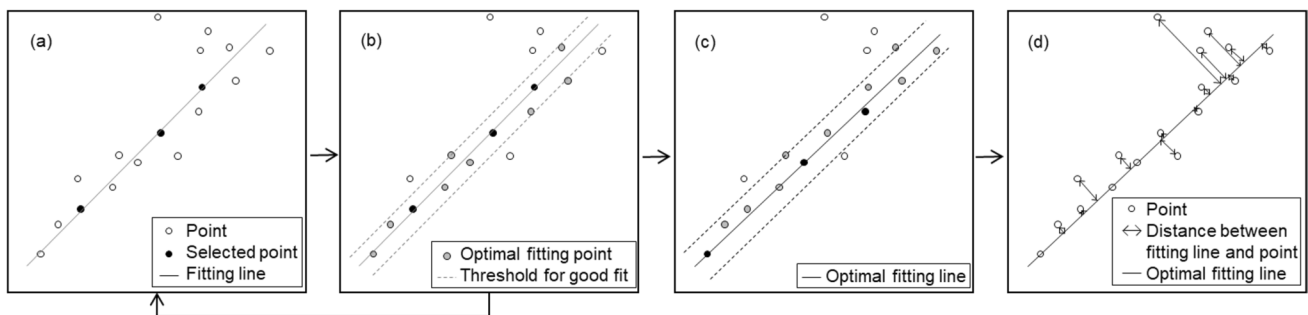 (a)
Point
Selected point
Fitting line
(b)
Optimal fitting point
Threshold for good fit
(c)
Optimal fitting line
(d)
Point
Distance between
fitting line and point
Optimal fitting line